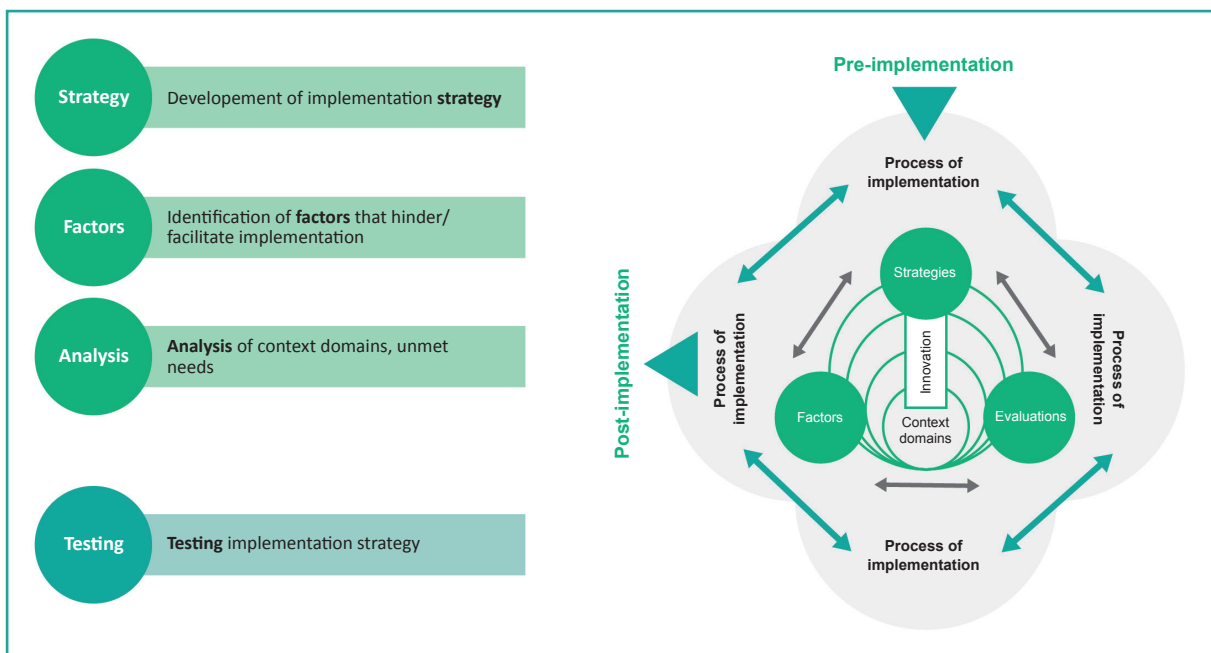 Strategy
Developement of implementation strategy
Factors
Identification of factors that hinder/
facilitate implementation
Analysis
Analysis of context domains, unmet
needs
Testing
Testing implementation strategy
Pre-implementation
Process of
implementation
Strategies
Post-implementation
Process of
implementation
Innovation
Process of
implementation
Factors
Context
domains
Evaluations
Process of
implementation